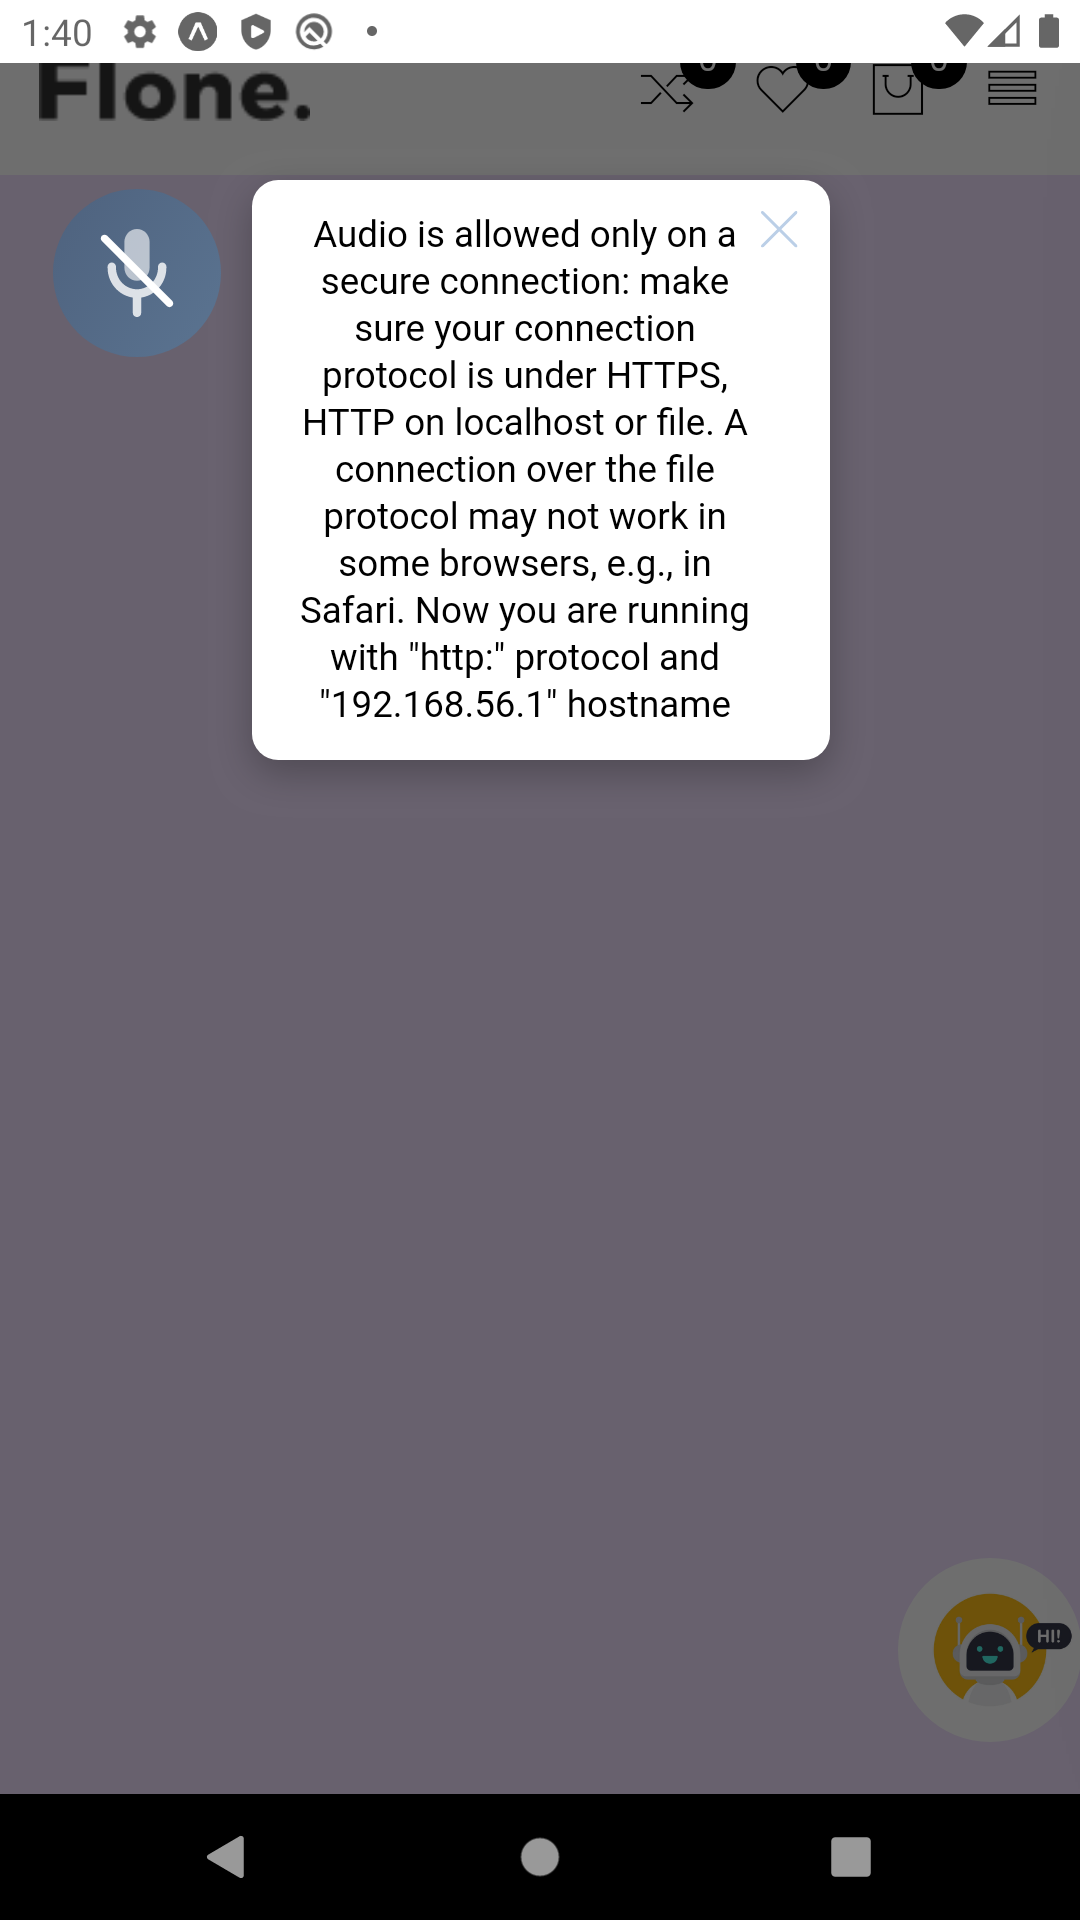 1:40
Flone.
0 0 0
Audio is allowed only on a
secure connection: make
sure your connection
protocol is under HTTPS,
HTTP on localhost or file. A
connection over the file
protocol may not work in
some browsers, e.g., in
Safari. Now you are running
with "http:" protocol and
"192.168.56.1" hostname
HI!